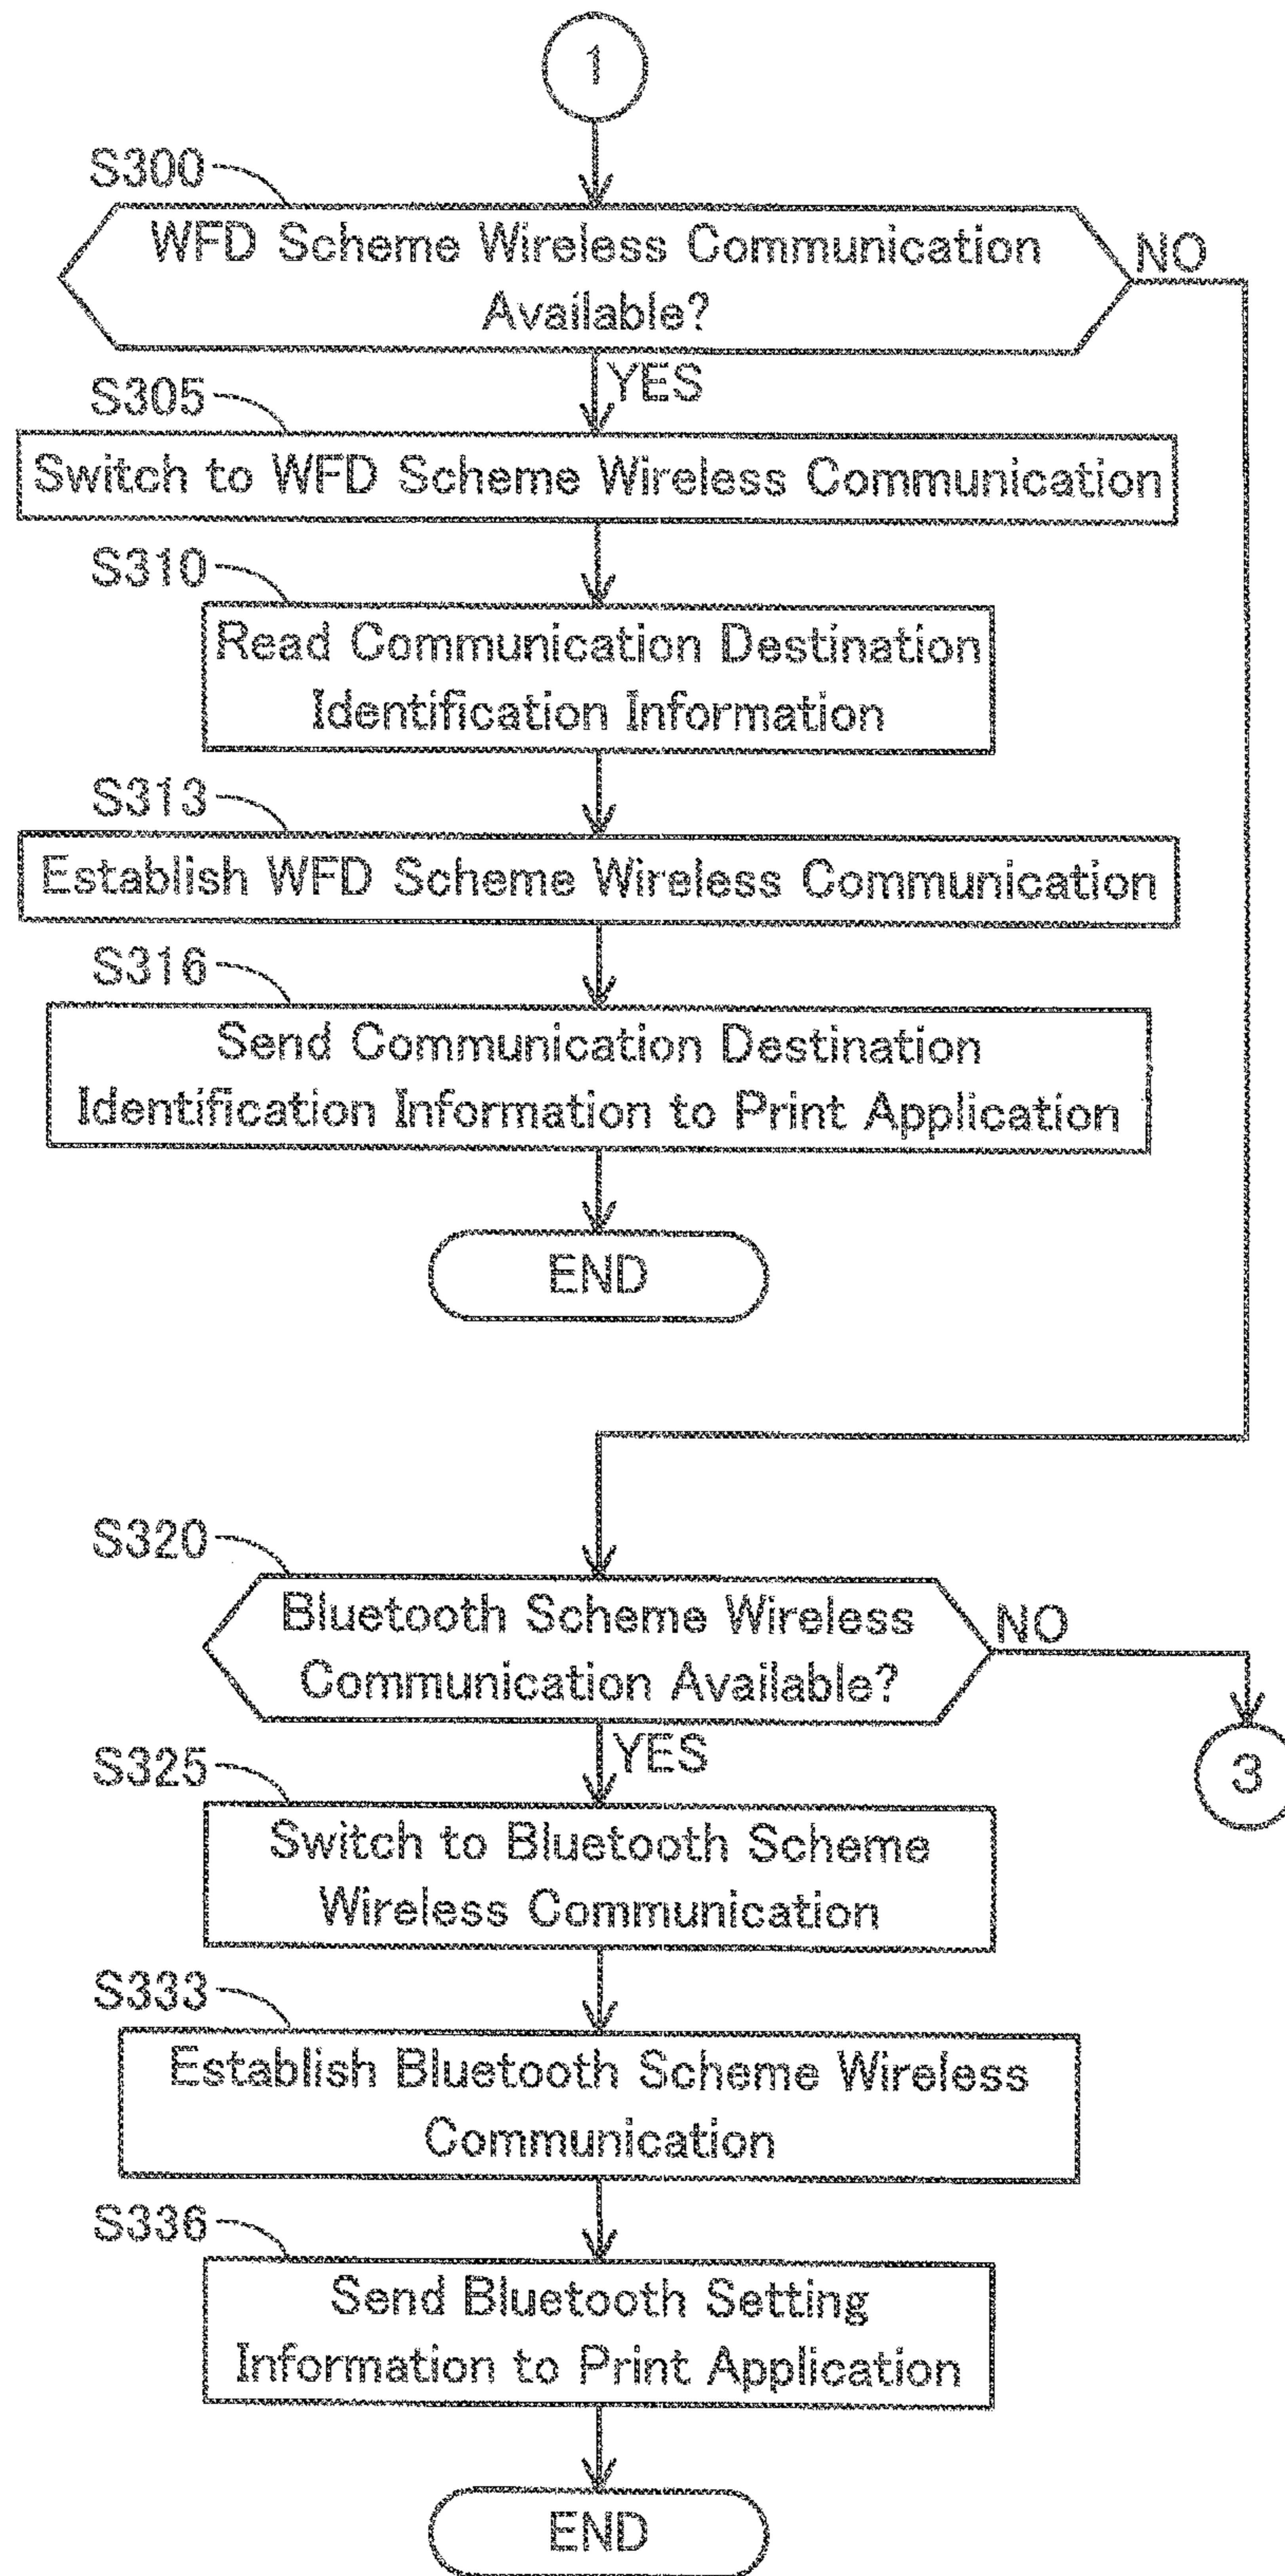 1
S300
WFD Scheme Wireless Communication
Available?
NO
YES
S305
Switch to WFD Scheme Wireless Communication
S310
Read Communication Destination
Identification Information
S313
Establish WFD Scheme Wireless Communication
S316
Send Communication Destination
Identification Information to Print Application
END
S320
Bluetooth Scheme Wireless
Communication Available?
NO
YES
3
S325
Switch to Bluetooth Scheme
Wireless Communication
S333
Establish Bluetooth Scheme Wireless
Communication
S336
Send Bluetooth Setting
Information to Print Application
END